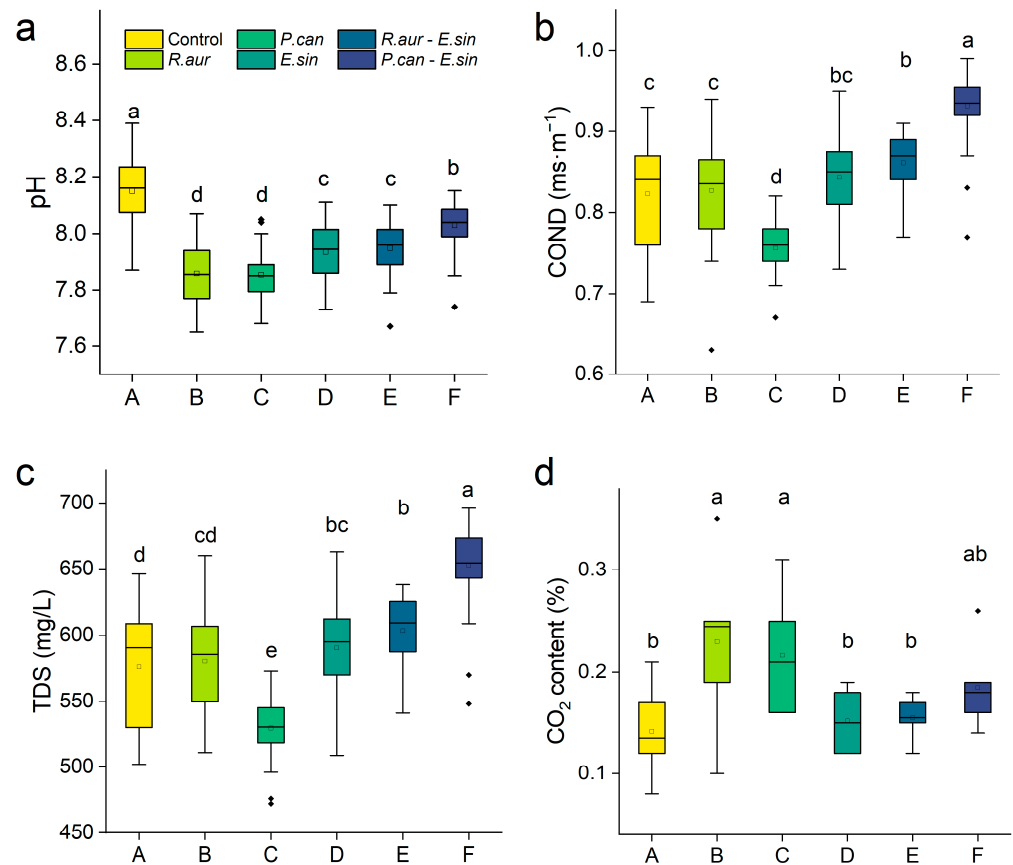 a
Control P.can R.aur - E.sin
R.aur E.sin P.can - E.sin
8.6
8.4
8.2
8.0
7.8
7.6
pH
a d d c c b
A B C D E F
b
1.0
0.9
0.8
0.7
0.6
COND (ms·m⁻¹)
c c d bc b a
A B C D E F
c
700
650
600
550
500
450
TDS (mg/L)
d cd e bc b a
A B C D E F
d
0.3
0.2
0.1
CO₂ content (%)
b a a b b ab
A B C D E F